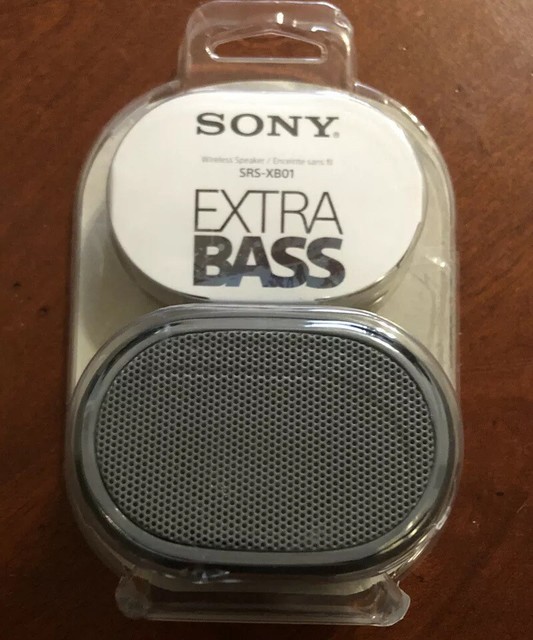 SONY®
Wireless Speaker / Enceinte sans fil
SRS-XB01
EXTRA
BASS